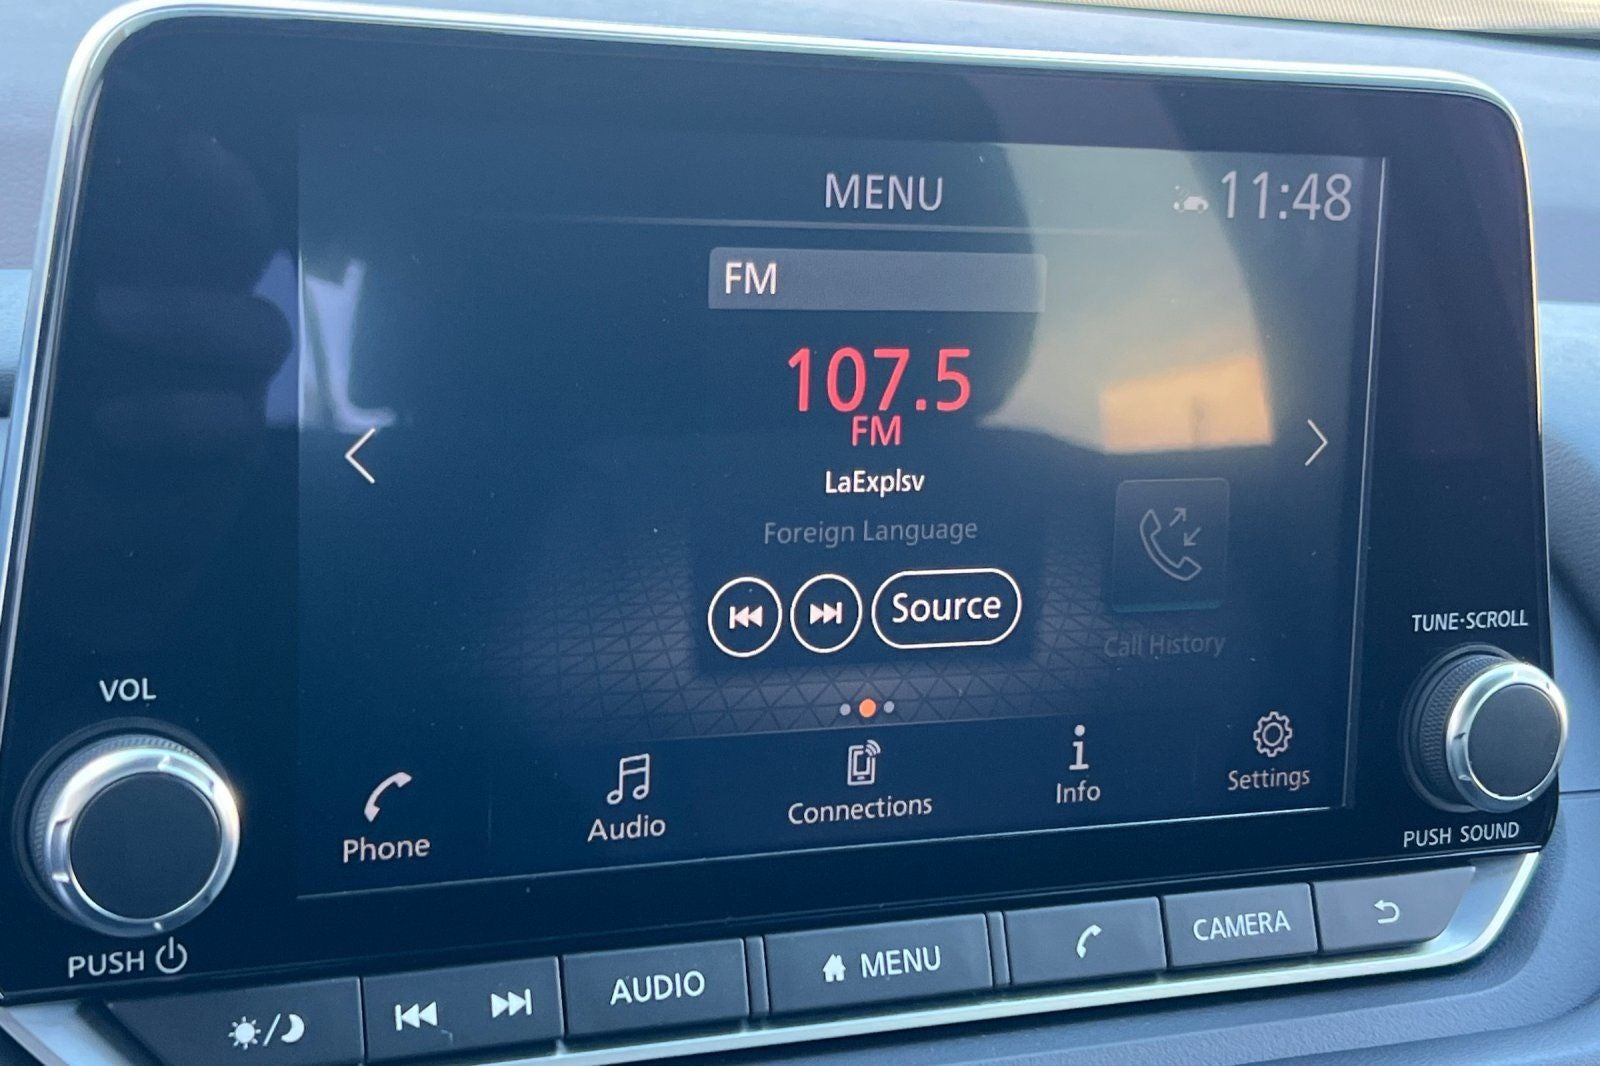 MENU
11:48
FM
107.5
FM
LaExplsv
Foreign Language
Source
Call History
Phone
Audio
Connections
Info
Settings
VOL
PUSH
TUNE·SCROLL
PUSH SOUND
AUDIO
MENU
CAMERA